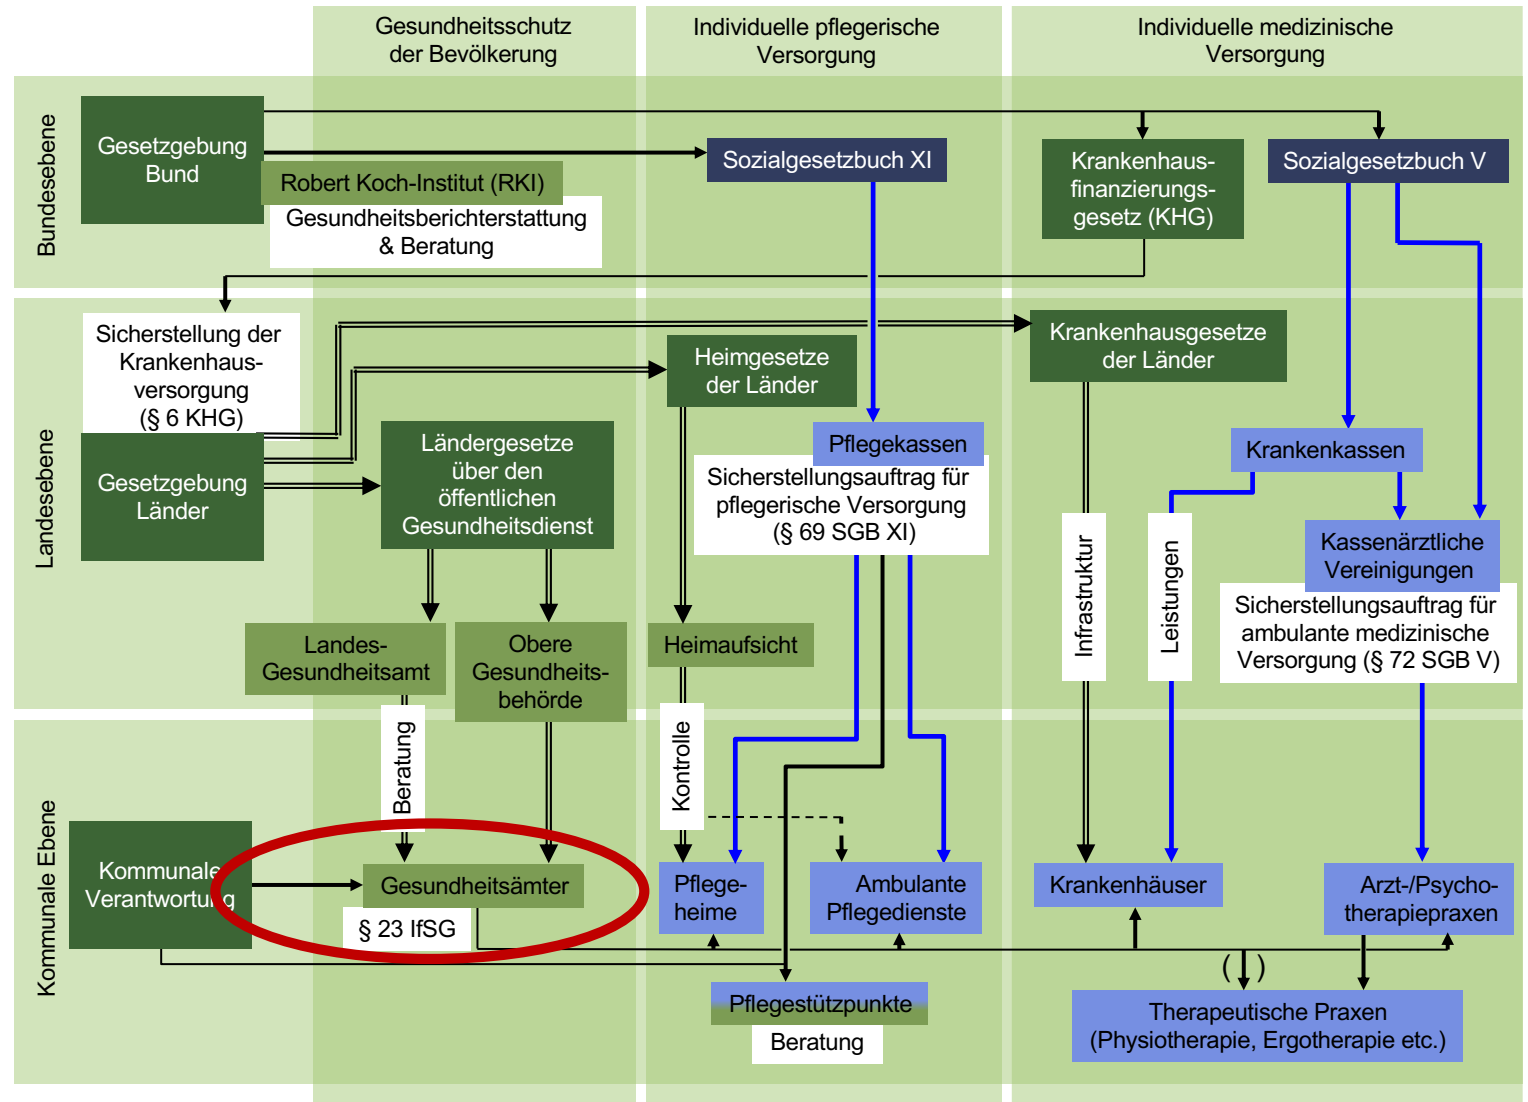 Gesundheitsschutz
der Bevölkerung
Individuelle pflegerische
Versorgung
Individuelle medizinische
Versorgung
Bundesebene
Gesetzgebung
Bund
Robert Koch-Institut (RKI)
Gesundheitsberichterstattung
& Beratung
Sozialgesetzbuch XI
Krankenhaus-
finanzierungs-
gesetz (KHG)
Sozialgesetzbuch V
Landesebene
Sicherstellung der
Krankenhaus-
versorgung
(§ 6 KHG)
Gesetzgebung
Länder
Ländergesetze
über den
öffentlichen
Gesundheitsdienst
Heimgesetze
der Länder
Krankenhausgesetze
der Länder
Pflegekassen
Sicherstellungsauftrag für
pflegerische Versorgung
(§ 69 SGB XI)
Krankenkassen
Kassenärztliche
Vereinigungen
Sicherstellungsauftrag für
ambulante medizinische
Versorgung (§ 72 SGB V)
Infrastruktur
Leistungen
Landes-
Gesundheitsamt
Obere
Gesundheits-
behörde
Heimaufsicht
Kommunale Ebene
Beratung
Kontrolle
Kommunale
Verantwortung
Gesundheitsämter
§ 23 IfSG
Pflege-
heime
Ambulante
Pflegedienste
Krankenhäuser
Arzt-/Psycho-
therapiepraxen
( )
Pflegestützpunkte
Beratung
Therapeutische Praxen
(Physiotherapie, Ergotherapie etc.)